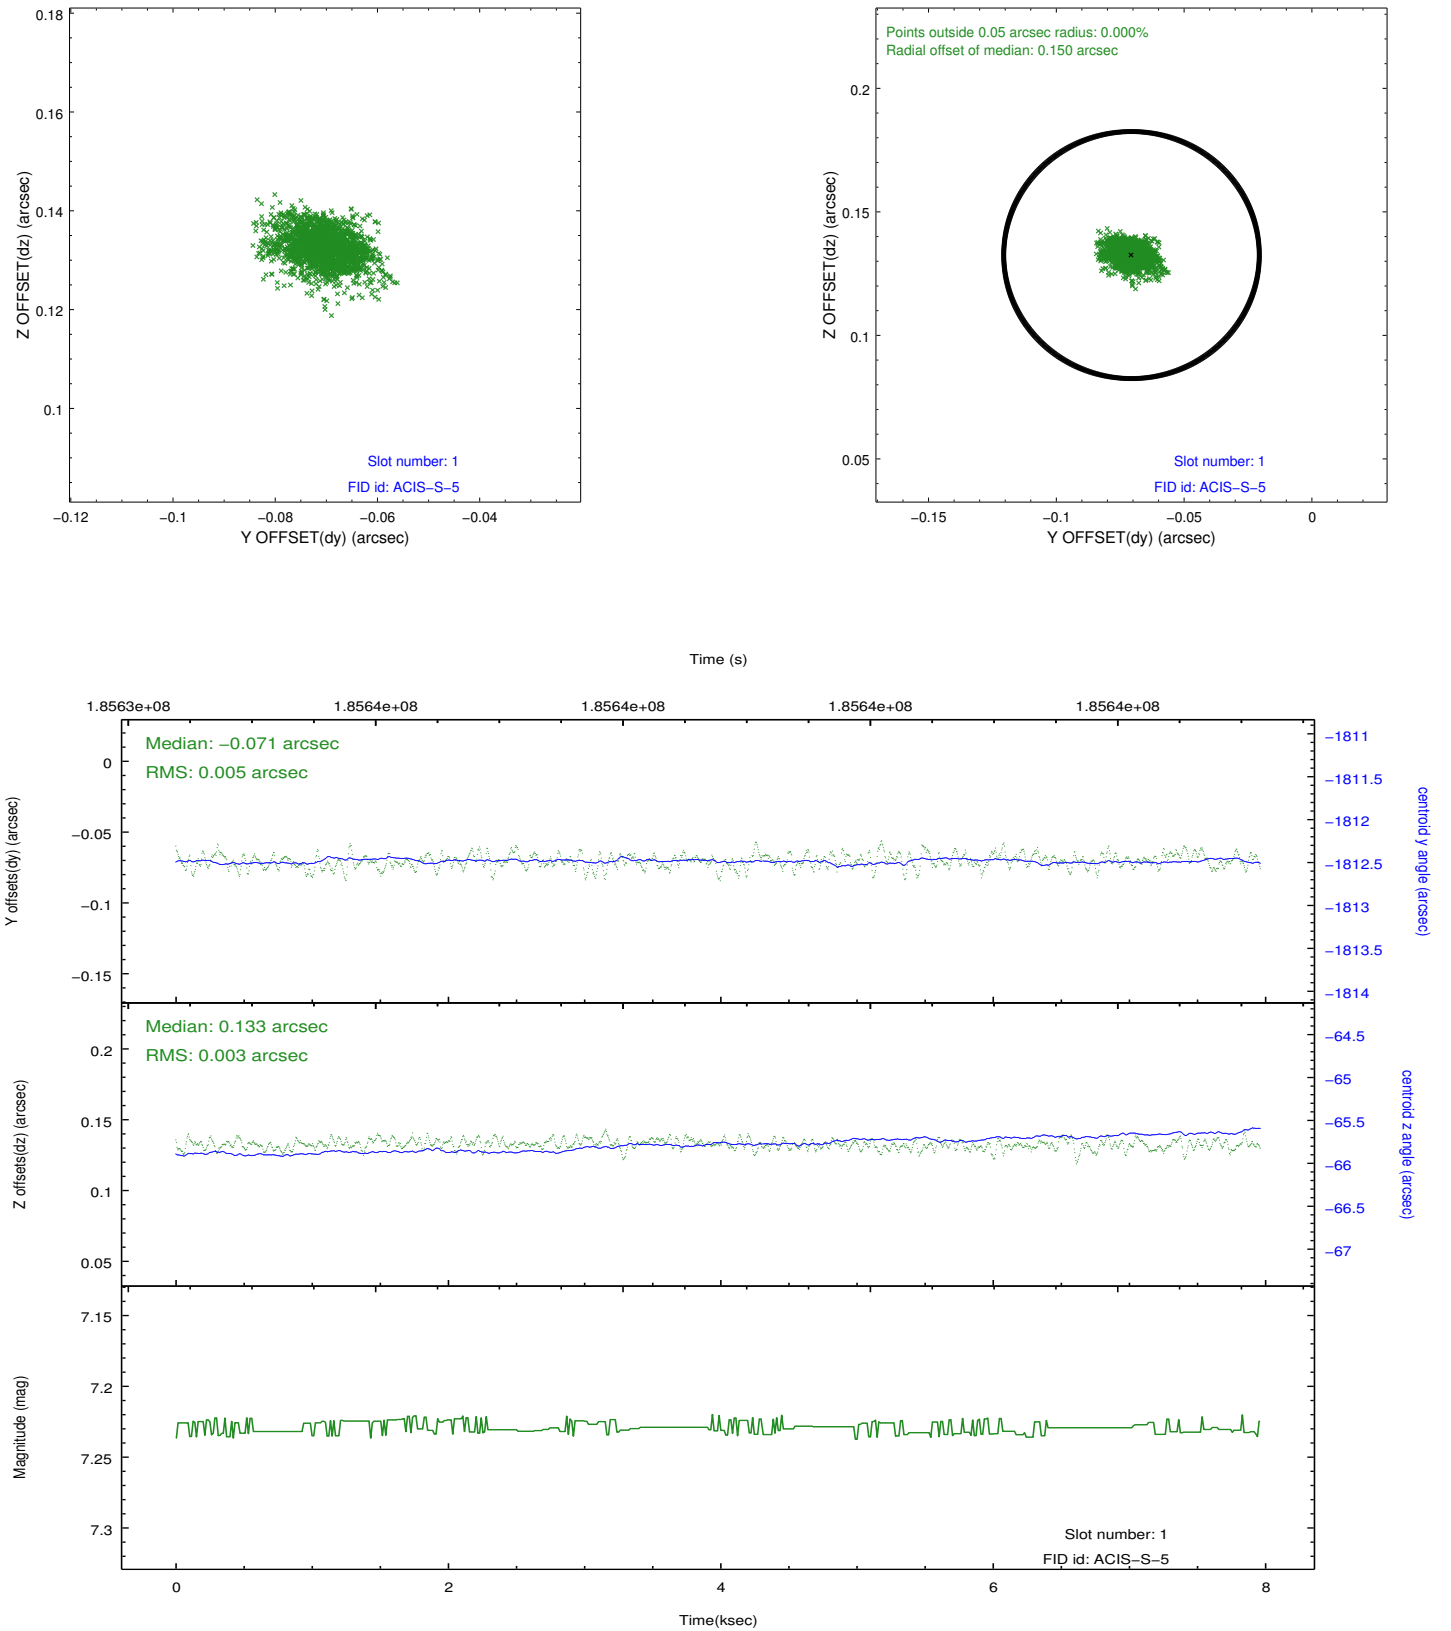 0.18
0.16
0.14
0.12
0.1
Z OFFSET(dz) (arcsec)
Slot number: 1
FID id: ACIS−S−5
−0.12
−0.1
−0.08
−0.06
−0.04
Y OFFSET(dy) (arcsec)
Points outside 0.05 arcsec radius: 0.000%
Radial offset of median: 0.150 arcsec
0.2
0.15
0.1
0.05
Z OFFSET(dz) (arcsec)
Slot number: 1
FID id: ACIS−S−5
−0.15
−0.1
−0.05
0
Y OFFSET(dy) (arcsec)
Time (s)
1.8563e+08
1.8564e+08
1.8564e+08
1.8564e+08
1.8564e+08
Median: −0.071 arcsec
RMS: 0.005 arcsec
0
−0.05
−0.1
−0.15
Y offsets(dy) (arcsec)
−1811
−1811.5
−1812
−1812.5
−1813
−1813.5
−1814
centroid y angle (arcsec)
Median: 0.133 arcsec
RMS: 0.003 arcsec
0.2
0.15
0.1
0.05
Z offsets(dz) (arcsec)
−64.5
−65
−65.5
−66
−66.5
−67
centroid z angle (arcsec)
7.15
7.2
7.25
7.3
Magnitude (mag)
Slot number: 1
FID id: ACIS−S−5
0
2
4
6
8
Time(ksec)